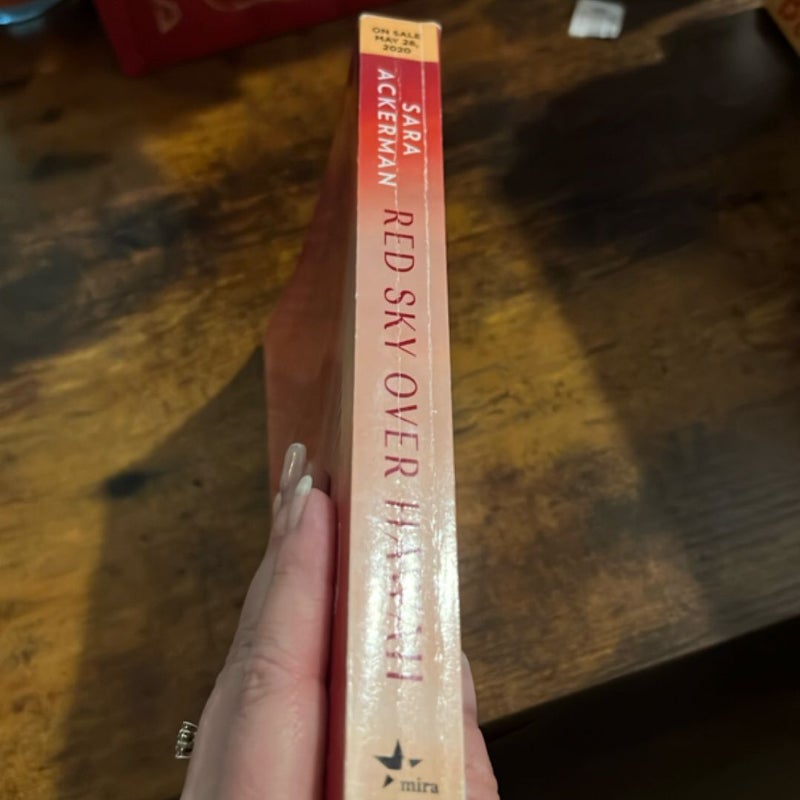 ON SALE
MAY 26,
2020
SARA
ACKERMAN
RED SKY OVER HAWAII
mira